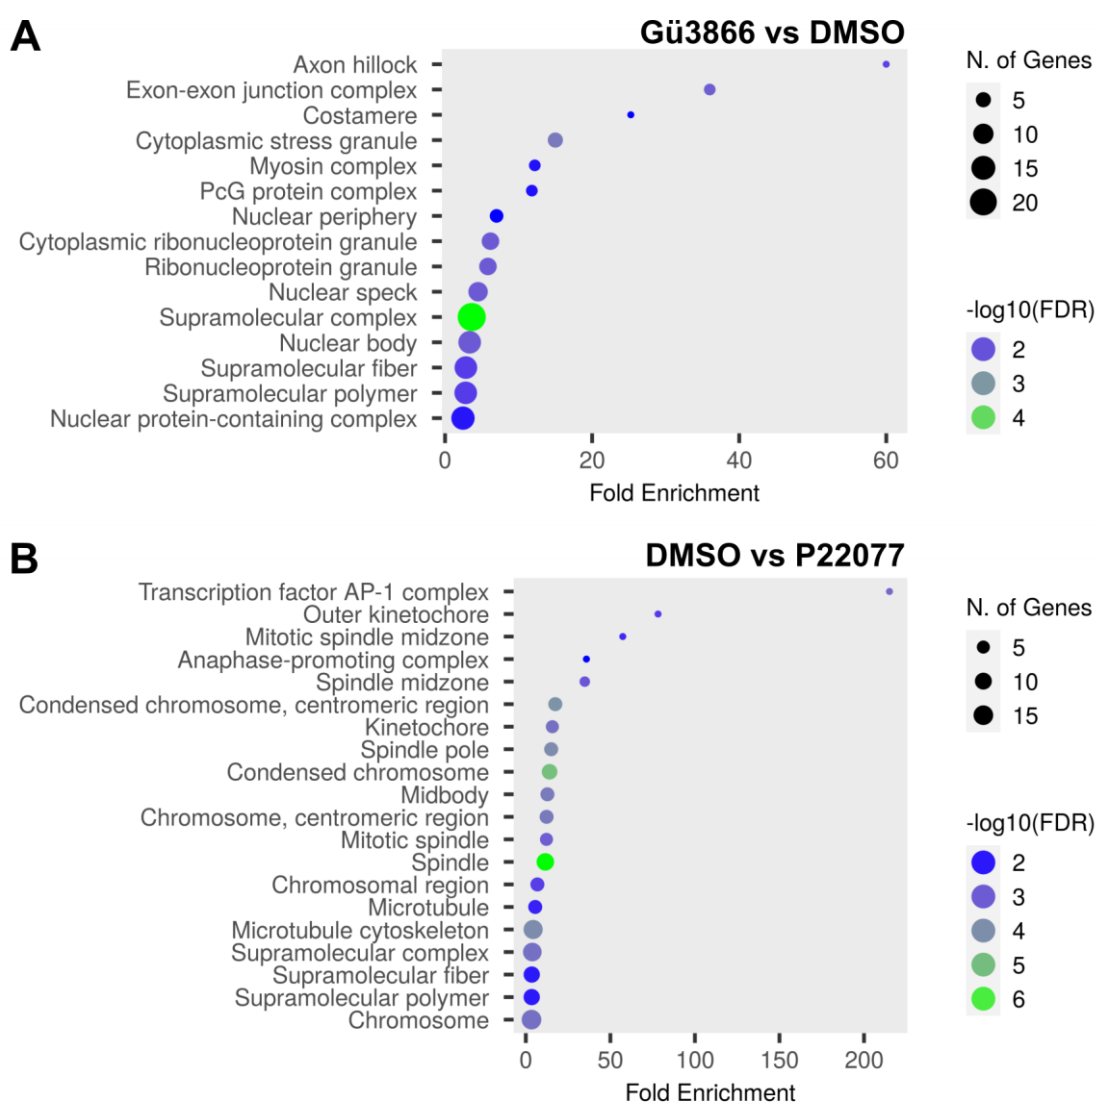 A
Gü3866 vs DMSO
Axon hillock
Exon-exon junction complex
Costamere
Cytoplasmic stress granule
Myosin complex
PcG protein complex
Nuclear periphery
Cytoplasmic ribonucleoprotein granule
Ribonucleoprotein granule
Nuclear speck
Supramolecular complex
Nuclear body
Supramolecular fiber
Supramolecular polymer
Nuclear protein-containing complex
0 20 40 60
Fold Enrichment
N. of Genes
5
10
15
20
-log10(FDR)
2
3
4
B
DMSO vs P22077
Transcription factor AP-1 complex
Outer kinetochore
Mitotic spindle midzone
Anaphase-promoting complex
Spindle midzone
Condensed chromosome, centromeric region
Kinetochore
Spindle pole
Condensed chromosome
Midbody
Chromosome, centromeric region
Mitotic spindle
Spindle
Chromosomal region
Microtubule
Microtubule cytoskeleton
Supramolecular complex
Supramolecular fiber
Supramolecular polymer
Chromosome
0 50 100 150 200
Fold Enrichment
N. of Genes
5
10
15
-log10(FDR)
2
3
4
5
6